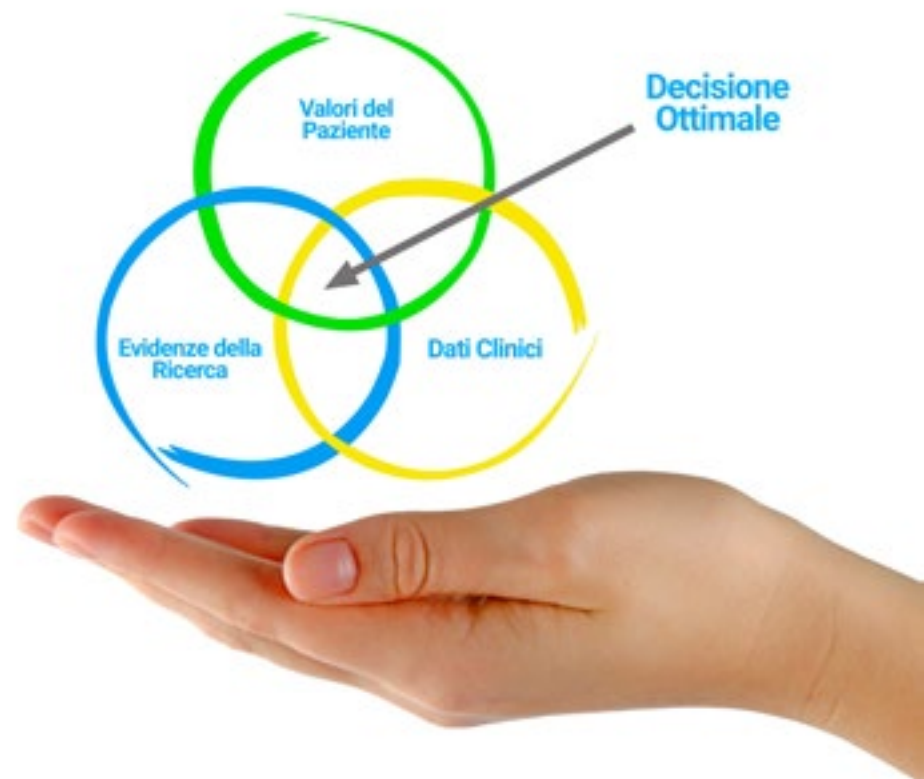 Valori del
Paziente
Decisione
Ottimale
Evidenze della
Ricerca
Dati Clinici